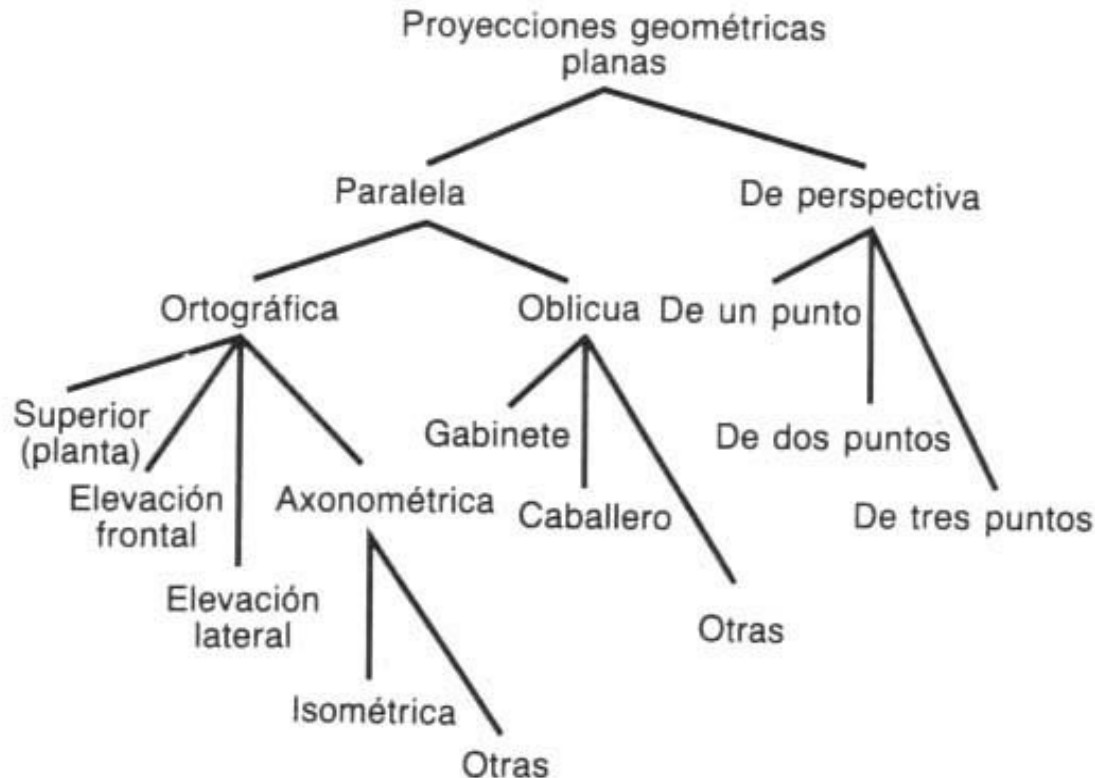 Proyecciones geométricas
planas
Paralela
De perspectiva
Ortográfica
Oblicua
De un punto
Superior
(planta)
Gabinete
De dos puntos
Elevación
frontal
Axonométrica
Caballero
De tres puntos
Elevación
lateral
Otras
Isométrica
Otras